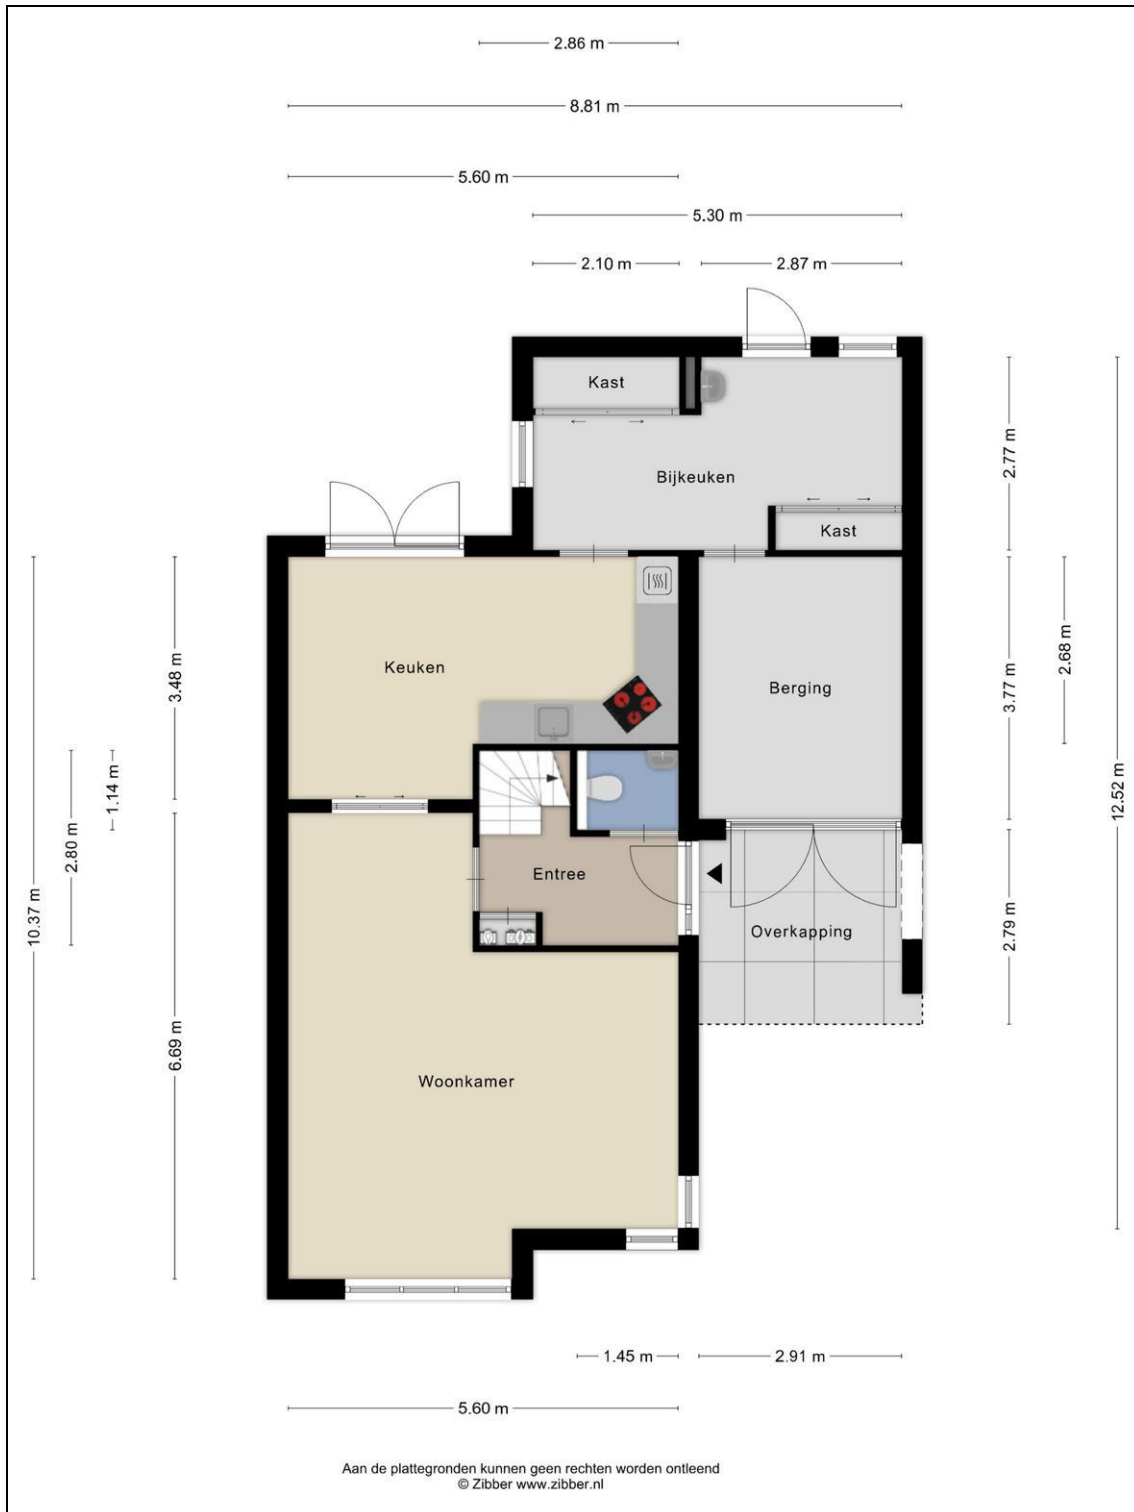 2.86 m
8.81 m
5.60 m
5.30 m
2.10 m
2.87 m
Kast
Bijkeuken
Kast
2.77 m
Keuken
Berging
3.48 m
3.77 m
2.68 m
1.14 m
2.80 m
10.37 m
12.52 m
Entree
Overkapping
2.79 m
6.69 m
Woonkamer
1.45 m
2.91 m
5.60 m
Aan de plattegronden kunnen geen rechten worden ontleend
© Zibber www.zibber.nl